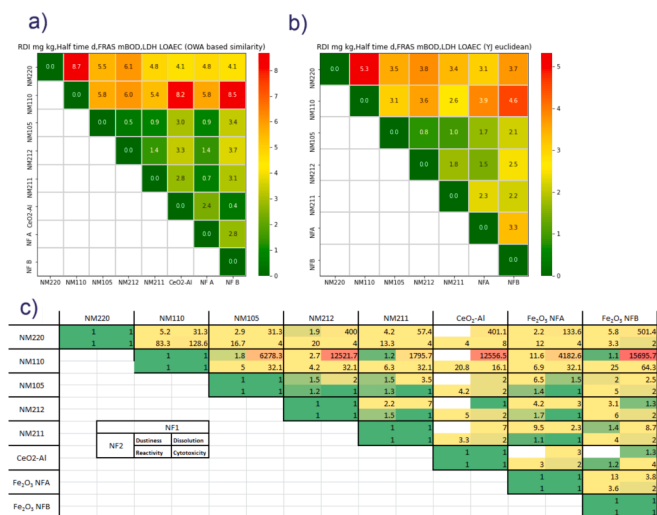 a)
RDI mg kg,Half time d,FRAS mBOD,LDH LOAEC (OWA based similarity)
NM220 0.0 8.7 5.5 6.1 4.8 4.1 4.8 4.1
NM110 0.0 5.8 6.0 5.4 8.2 5.8 8.5
NM105 0.0 0.5 0.9 3.0 0.9 3.4
NM212 0.0 1.4 3.3 1.4 3.7
NM211 0.0 2.8 0.7 3.1
CeO2-Al 0.0 2.4 0.4
NF A 0.0 2.8
NF B 0.0
NM220 NM110 NM105 NM212 NM211 CeO2-Al NF A NF B
8
7
6
5
4
3
2
1
0
b)
RDI mg kg,Half time d,FRAS mBOD,LDH LOAEC (YJ euclidean)
NM220 0.0 5.3 3.5 3.8 3.4 3.1 3.7
NM110 0.0 3.1 3.6 2.6 3.9 4.6
NM105 0.0 0.8 1.0 1.7 2.1
NM212 0.0 1.8 1.5 2.5
NM211 0.0 2.3 2.2
NFA 0.0 3.3
NFB 0.0
NM220 NM110 NM105 NM212 NM211 NFA NFB
5
4
3
2
1
0
c)
NM220 NM110 NM105 NM212 NM211 CeO₂-Al Fe₂O₃ NFA Fe₂O₃ NFB
NM220
1 1 5.2 31.3 2.9 31.3 1.9 400 4.2 57.4 401.1 2.2 133.6 5.8 501.4
1 1 83.3 128.6 16.7 4 20 4 13.3 4 4 8 12 4 3.3 2
NM110
1 1 1.8 6278.3 2.7 12521.7 1.2 1795.7 12556.5 11.6 4182.6 1.1 15695.7
1 1 5 32.1 4.2 32.1 6.3 32.1 20.8 16.1 6.9 32.1 25 64.3
NM105
1 1 1.5 2 1.5 3.5 2 6.5 1.5 2 2.5
1 1 1.2 1 1.3 1 4.2 2 1.4 1 5 2
NM212
1 1 2.2 7 1 4.2 3 3.1 1.3
1 1 1.5 1 5 2 1.7 1 6 2
NM211
1 1 7 9.5 2.3 1.4 8.7
1 1 3.3 2 1.1 1 4 2
CeO2-Al
1 1 3 1.3
1 1 3 2 1.2 4
Fe₂O₃ NFA
1 1 13 3.8
1 1 3.6 2
Fe₂O₃ NFB
1 1
1 1
NF1
NF2
Dustiness Dissolution
Reactivity Cytotoxicity